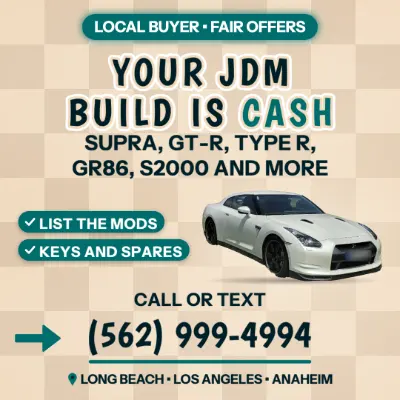 LOCAL BUYER • FAIR OFFERS
YOUR JDM
BUILD IS CASH
SUPRA, GT-R, TYPE R,
GR86, S2000 AND MORE
LIST THE MODS
KEYS AND SPARES
CALL OR TEXT
(562) 999-4994
LONG BEACH • LOS ANGELES • ANAHEIM